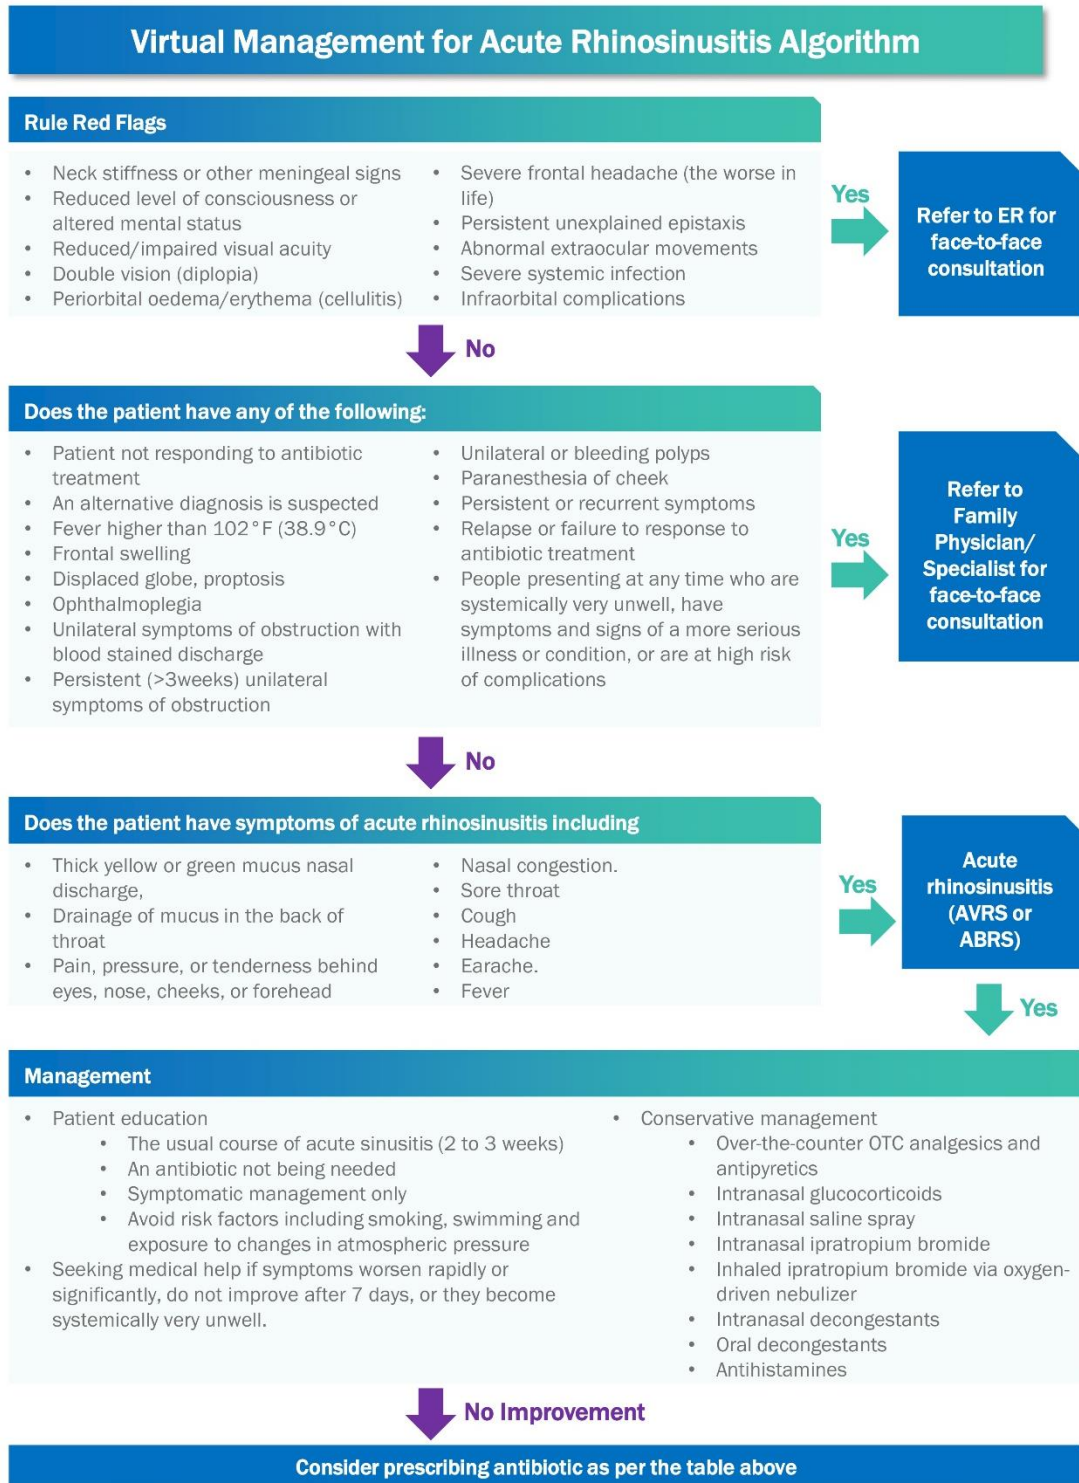 Virtual Management for Acute Rhinosinusitis Algorithm
Rule Red Flags
• Neck stiffness or other meningeal signs
• Reduced level of consciousness or
altered mental status
• Reduced/impaired visual acuity
• Double vision (diplopia)
• Periorbital oedema/erythema (cellulitis)
• Severe frontal headache (the worse in
life)
• Persistent unexplained epistaxis
• Abnormal extraocular movements
• Severe systemic infection
• Infraorbital complications
Yes
Refer to ER for
face-to-face
consultation
No
Does the patient have any of the following:
• Patient not responding to antibiotic
treatment
• An alternative diagnosis is suspected
• Fever higher than 102°F (38.9°C)
• Frontal swelling
• Displaced globe, proptosis
• Ophthalmoplegia
• Unilateral symptoms of obstruction with
blood stained discharge
• Persistent (>3weeks) unilateral
symptoms of obstruction
• Unilateral or bleeding polyps
• Paranesthesia of cheek
• Persistent or recurrent symptoms
• Relapse or failure to response to
antibiotic treatment
• People presenting at any time who are
systemically very unwell, have
symptoms and signs of a more serious
illness or condition, or are at high risk
of complications
Yes
Refer to
Family
Physician/
Specialist for
face-to-face
consultation
No
Does the patient have symptoms of acute rhinosinusitis including
• Thick yellow or green mucus nasal
discharge,
• Drainage of mucus in the back of
throat
• Pain, pressure, or tenderness behind
eyes, nose, cheeks, or forehead
• Nasal congestion.
• Sore throat
• Cough
• Headache
• Earache.
• Fever
Yes
Acute
rhinosinusitis
(AVRS or
ABRS)
Yes
Management
• Patient education
• The usual course of acute sinusitis (2 to 3 weeks)
• An antibiotic not being needed
• Symptomatic management only
• Avoid risk factors including smoking, swimming and
exposure to changes in atmospheric pressure
• Seeking medical help if symptoms worsen rapidly or
significantly, do not improve after 7 days, or they become
systemically very unwell.
• Conservative management
• Over-the-counter OTC analgesics and
antipyretics
• Intranasal glucocorticoids
• Intranasal saline spray
• Intranasal ipratropium bromide
• Inhaled ipratropium bromide via oxygen-
driven nebulizer
• Intranasal decongestants
• Oral decongestants
• Antihistamines
No Improvement
Consider prescribing antibiotic as per the table above